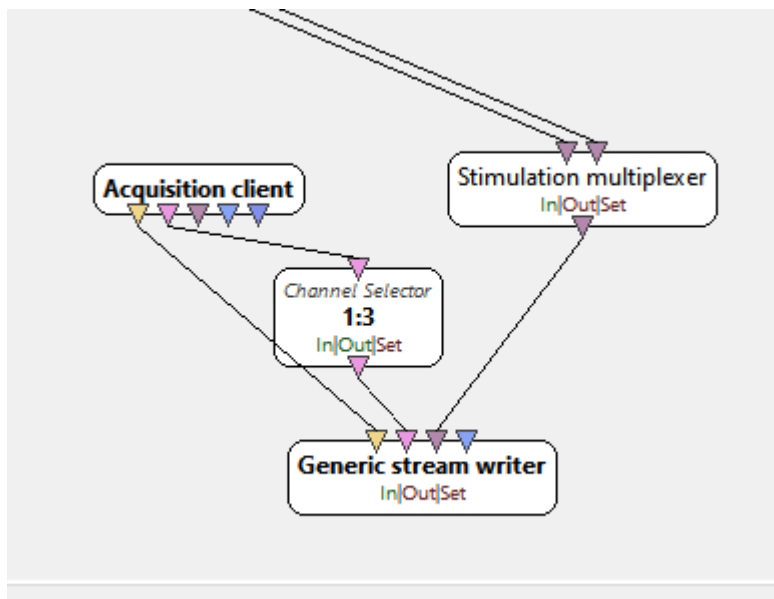 Acquisition client
Stimulation multiplexer
In|Out|Set
Channel Selector
1:3
In|Out|Set
Generic stream writer
In|Out|Set